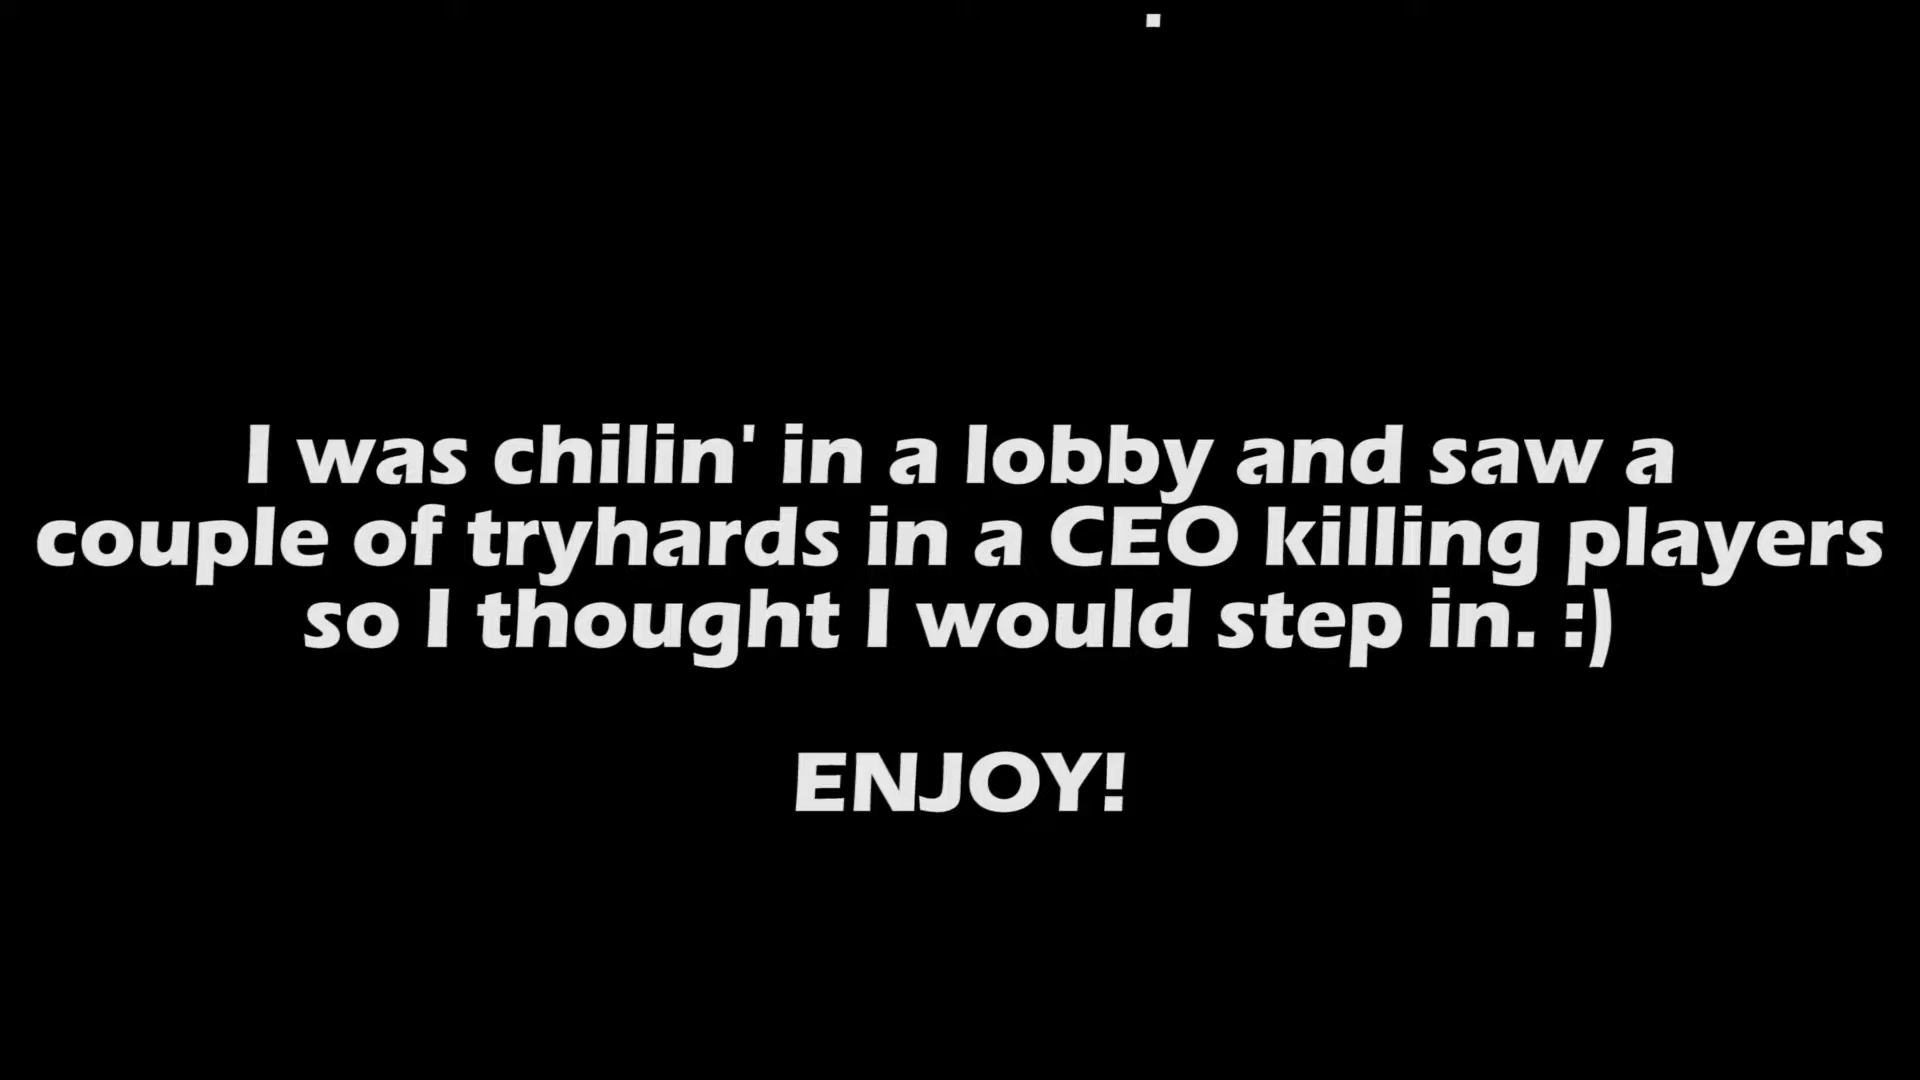 I was chilin' in a lobby and saw a
couple of tryhards in a CEO killing players
so I thought I would step in. :)
ENJOY!